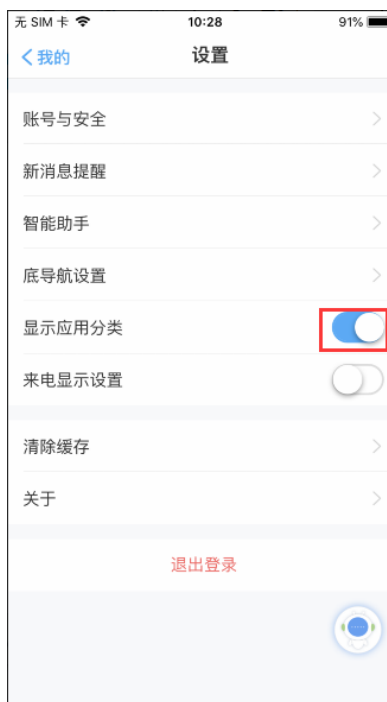 无 SIM 卡 10:28 91%
我的 设置
账号与安全
新消息提醒
智能助手
底导航设置
显示应用分类
来电显示设置
清除缓存
关于
退出登录